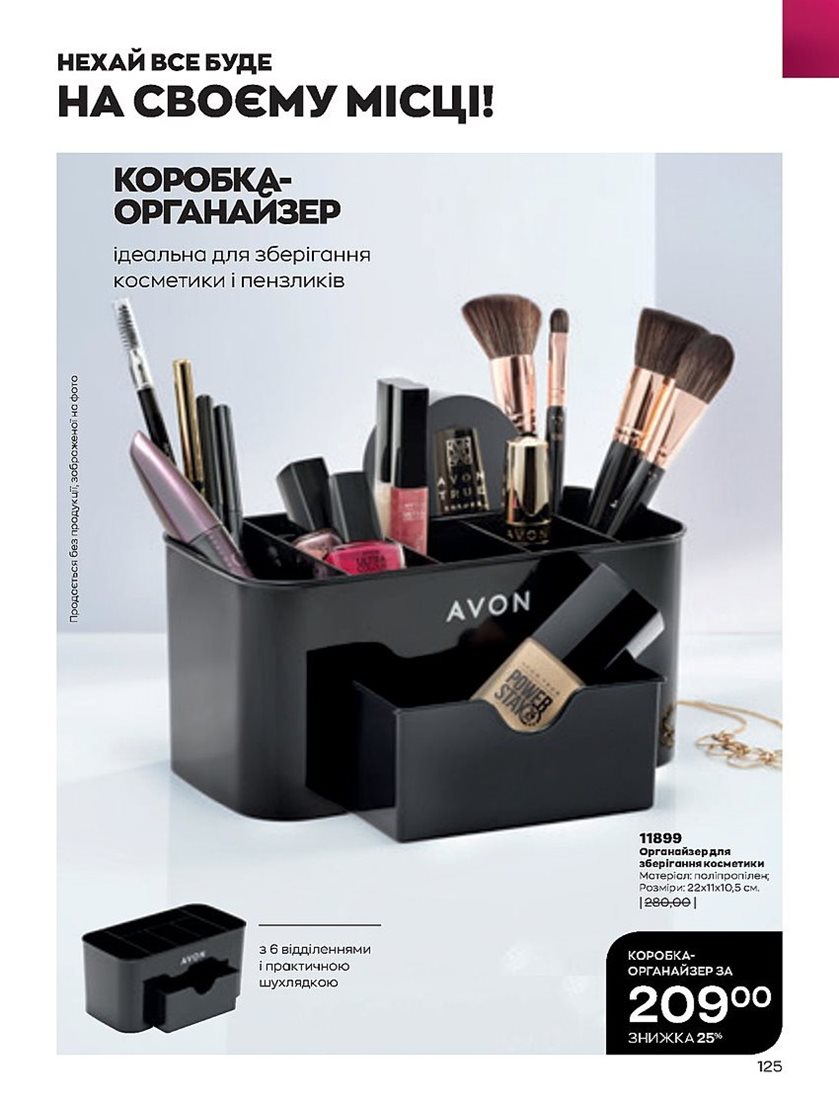 НЕХАЙ ВСЕ БУДЕ
НА СВОЄМУ МІСЦІ!
КОРОБКА-
ОРГАНАЙЗЕР
ідеальна для зберігання
косметики і пензликів
Продається без продукції, зображеної на фото
AVON
TRUE
AVON
ULTRA
AVON
POWER
STAY
11899
Органайзер для
зберігання косметики
Матеріал: поліпропілен;
Розміри: 22х11х10,5 см.
|280,00|
AVON
з 6 відділеннями
і практичною
шухлядкою
КОРОБКА-
ОРГАНАЙЗЕР ЗА
209⁰⁰
ЗНИЖКА 25%
125